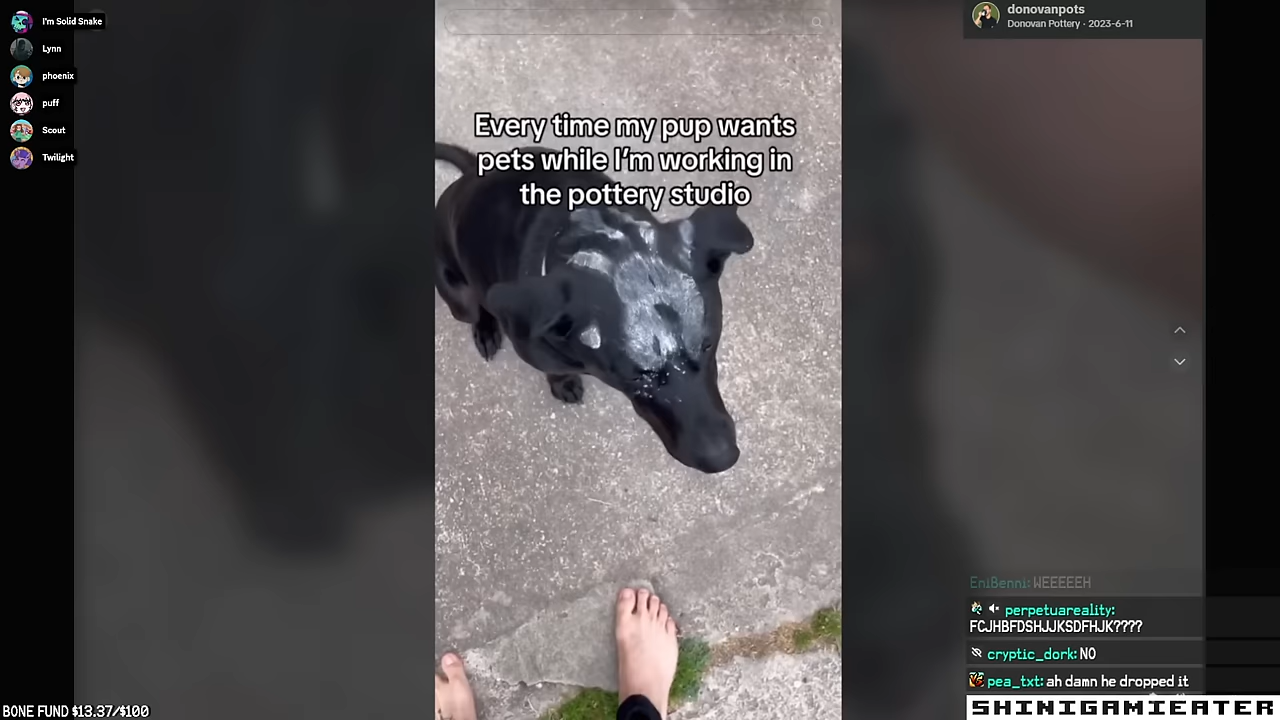 I'm Solid Snake
Lynn
phoenix
puff
Scout
Twilight
Every time my pup wants
pets while I'm working in
the pottery studio
donovanpots
Donovan Pottery · 2023-6-11
EniBenni: WEEEEEH
perpetuareality:
FCJHBFDSHJJKSDFHJK????
cryptic_dork: NO
pea_txt: ah damn he dropped it
SHINIGAMIEATER
BONE FUND $13.37/$100